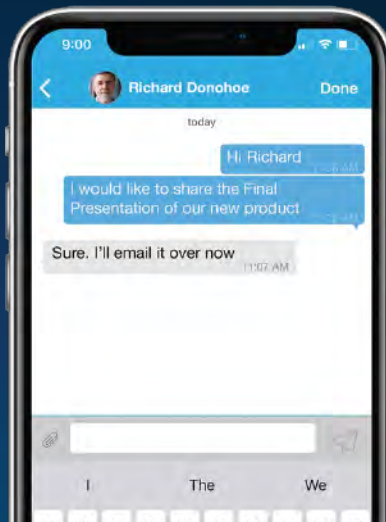 9:00
Richard Donohoe
Done
today
Hi Richard
I would like to share the Final
Presentation of our new product
Sure. I'll email it over now
11:07 AM
I The We